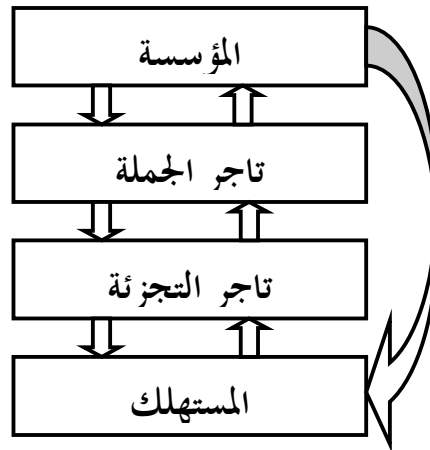 المؤسسة
تاجر الجملة
تاجر التجزئة
المستهلك